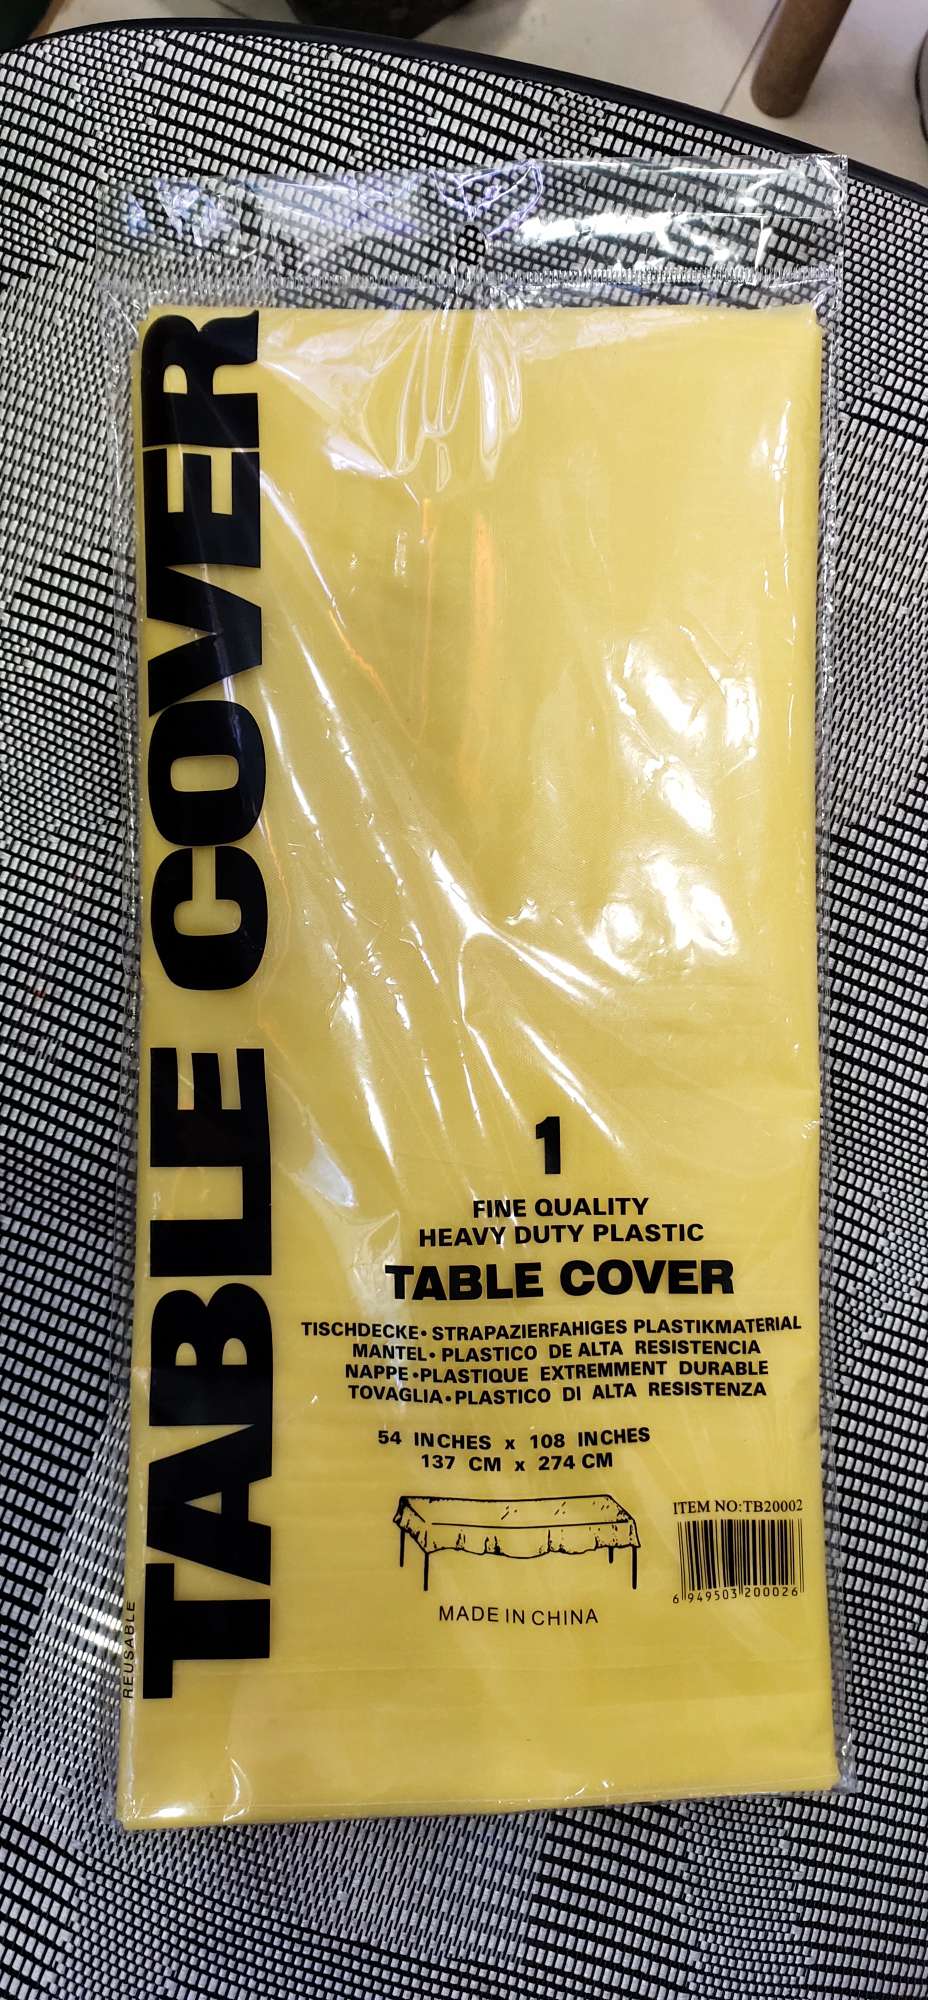 TABLE COVER
REUSABLE
1
FINE QUALITY
HEAVY DUTY PLASTIC
TABLE COVER
TISCHDECKE• STRAPAZIERFAHIGES PLASTIKMATERIAL
MANTEL• PLASTICO DE ALTA RESISTENCIA
NAPPE•PLASTIQUE EXTREMMENT DURABLE
TOVAGLIA•PLASTICO DI ALTA RESISTENZA
54 INCHES x 108 INCHES
137 CM x 274 CM
ITEM NO:TB20002
6 949503 200026
MADE IN CHINA